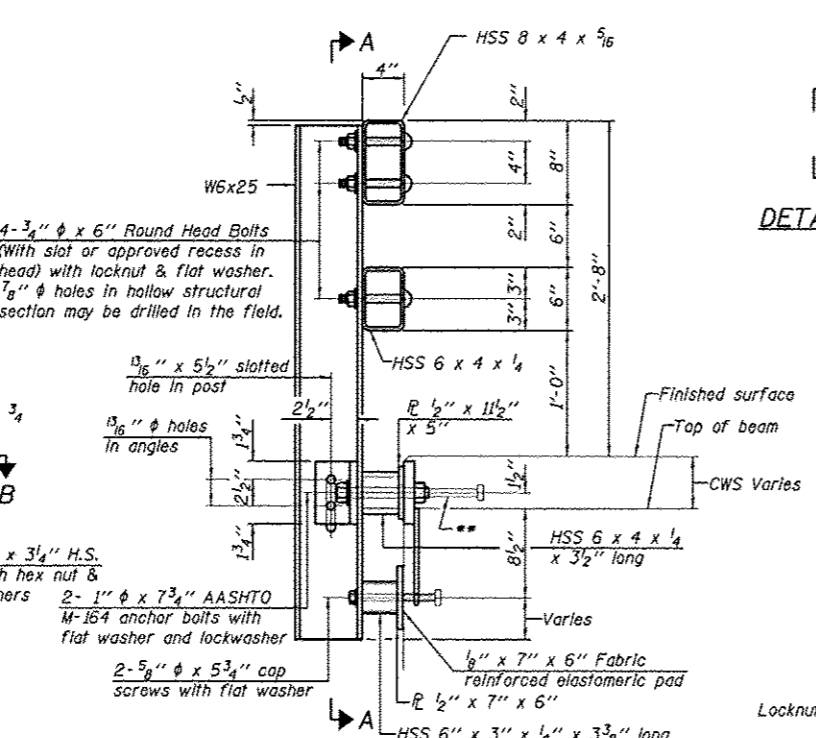 A
HSS 8 x 4 x 5/16
4"
1/2"
2"
4"
8"
W6x25
DETA
4- 3/4" φ x 6" Round Head Bolts
(With slot or approved recess in
head) with locknut & flat washer.
7/8" φ holes in hollow structural
section may be drilled in the field.
2"
6"
2'-8"
3"
3"
6"
HSS 6 x 4 x 1/4
13/16" x 5 1/2" slotted
hole in post
3/4
2 1/2"
℄ 1/2" x 11 1/2"
x 5"
1'-0"
Finished surface
Top of beam
13/16" φ holes
in angles
1 3/4"
2 1/2"
1 3/4"
B
1 1/2"
CWS Varies
**
HSS 6 x 4 x 1/4
x 3 1/2" long
8 1/2"
x 3 1/4" H.S.
h hex nut &
hers
2- 1" φ x 7 3/4" AASHTO
M-164 anchor bolts with
flat washer and lockwasher
Varies
2- 5/8" φ x 5 3/4" cap
screws with flat washer
1/8" x 7" x 6" Fabric
reinforced elastomeric pad
℄ 1/2" x 7" x 6"
A
HSS 6" x 3" x 1/4" x 3 3/8" long
Locknut